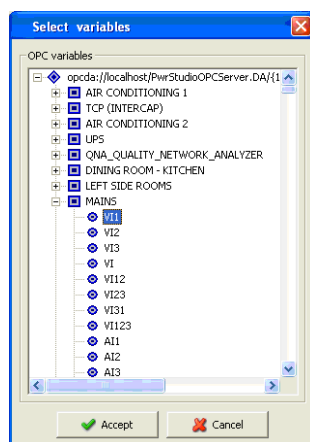 Select variables
OPC variables
opcda://localhost/PwrStudioOPCServer.DA/{1
AIR CONDITIONING 1
TCP (INTERCAP)
AIR CONDITIONING 2
UPS
QNA_QUALITY_NETWORK_ANALYZER
DINING ROOM - KITCHEN
LEFT SIDE ROOMS
MAINS
VI1
VI2
VI3
VI
VI12
VI23
VI31
VI123
AI1
AI2
AI3
Accept
Cancel